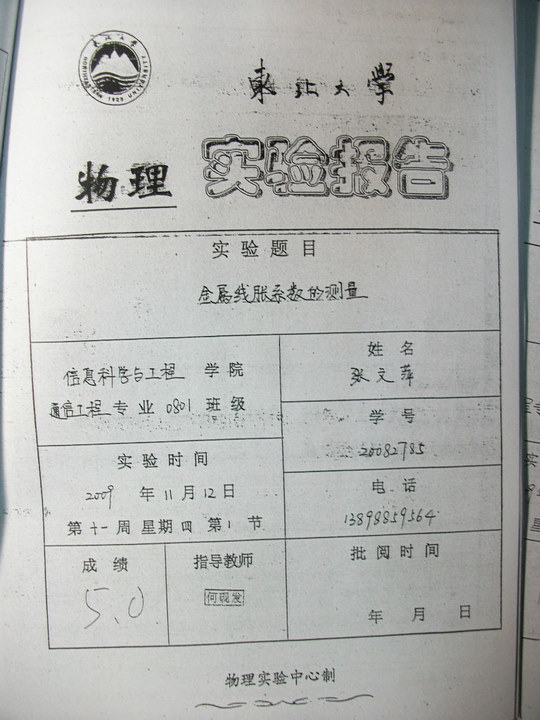 東北大学
物理 实验报告
实验题目
金属线胀系数的测量
信息科学与工程 学院
通信工程 专业 0801 班级
姓名
张文萍
学号
20082785
实验时间
2009 年 11 月 12 日
第十一周星期四第1节
电话
13898859564
成绩
5.0
指导教师
何砚发
批阅时间
年 月 日
物理实验中心制